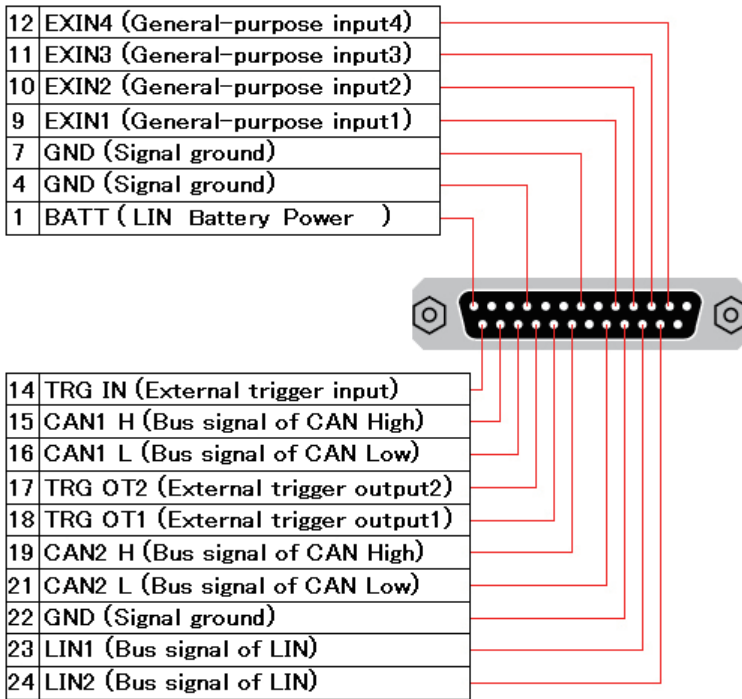 12 EXIN4 (General-purpose input4)
11 EXIN3 (General-purpose input3)
10 EXIN2 (General-purpose input2)
9 EXIN1 (General-purpose input1)
7 GND (Signal ground)
4 GND (Signal ground)
1 BATT ( LIN Battery Power )
14 TRG IN (External trigger input)
15 CAN1 H (Bus signal of CAN High)
16 CAN1 L (Bus signal of CAN Low)
17 TRG OT2 (External trigger output2)
18 TRG OT1 (External trigger output1)
19 CAN2 H (Bus signal of CAN High)
21 CAN2 L (Bus signal of CAN Low)
22 GND (Signal ground)
23 LIN1 (Bus signal of LIN)
24 LIN2 (Bus signal of LIN)